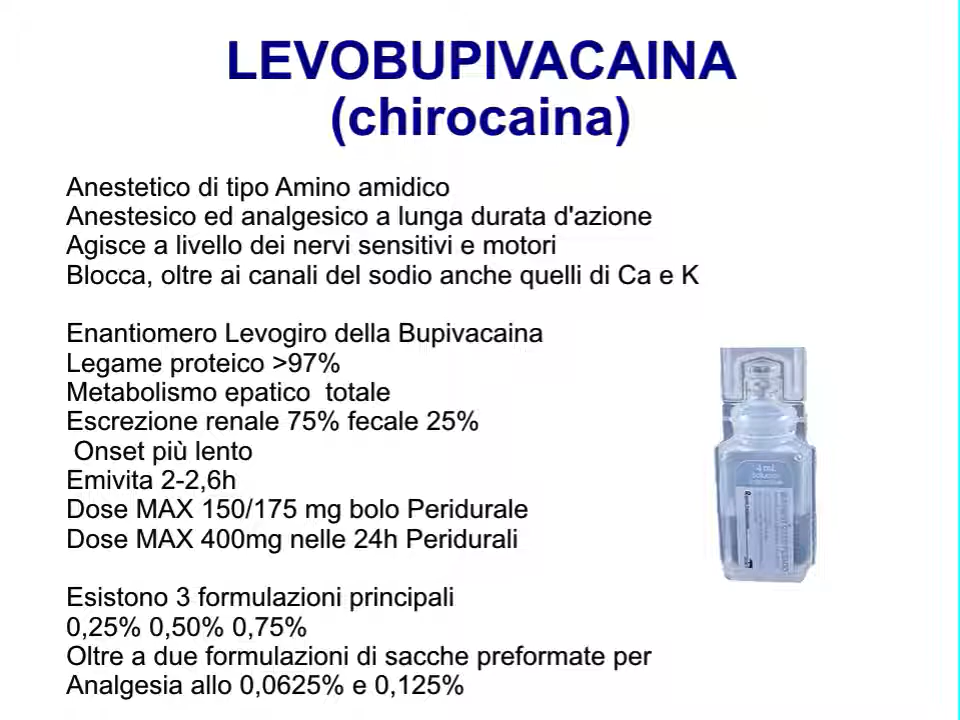 LEVOBUPIVACAINA
(chirocaina)
Anestetico di tipo Amino amidico
Anestesico ed analgesico a lunga durata d'azione
Agisce a livello dei nervi sensitivi e motori
Blocca, oltre ai canali del sodio anche quelli di Ca e K
Enantiomero Levogiro della Bupivacaina
Legame proteico >97%
Metabolismo epatico  totale
Escrezione renale 75% fecale 25%
Onset più lento
Emivita 2-2,6h
Dose MAX 150/175 mg bolo Peridurale
Dose MAX 400mg nelle 24h Peridurali
Esistono 3 formulazioni principali
0,25% 0,50% 0,75%
Oltre a due formulazioni di sacche preformate per
Analgesia allo 0,0625% e 0,125%